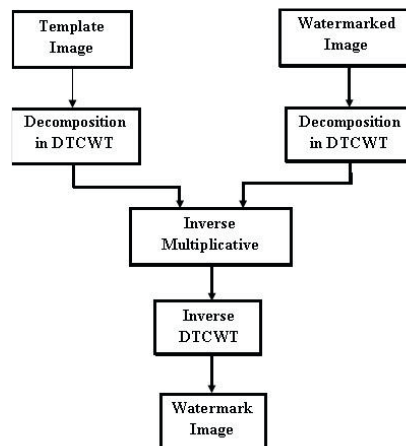 Template
Image
Watermarked
Image
Decomposition
in DTCWT
Decomposition
in DTCWT
Inverse
Multiplicative
Inverse
DTCWT
Watermark
Image